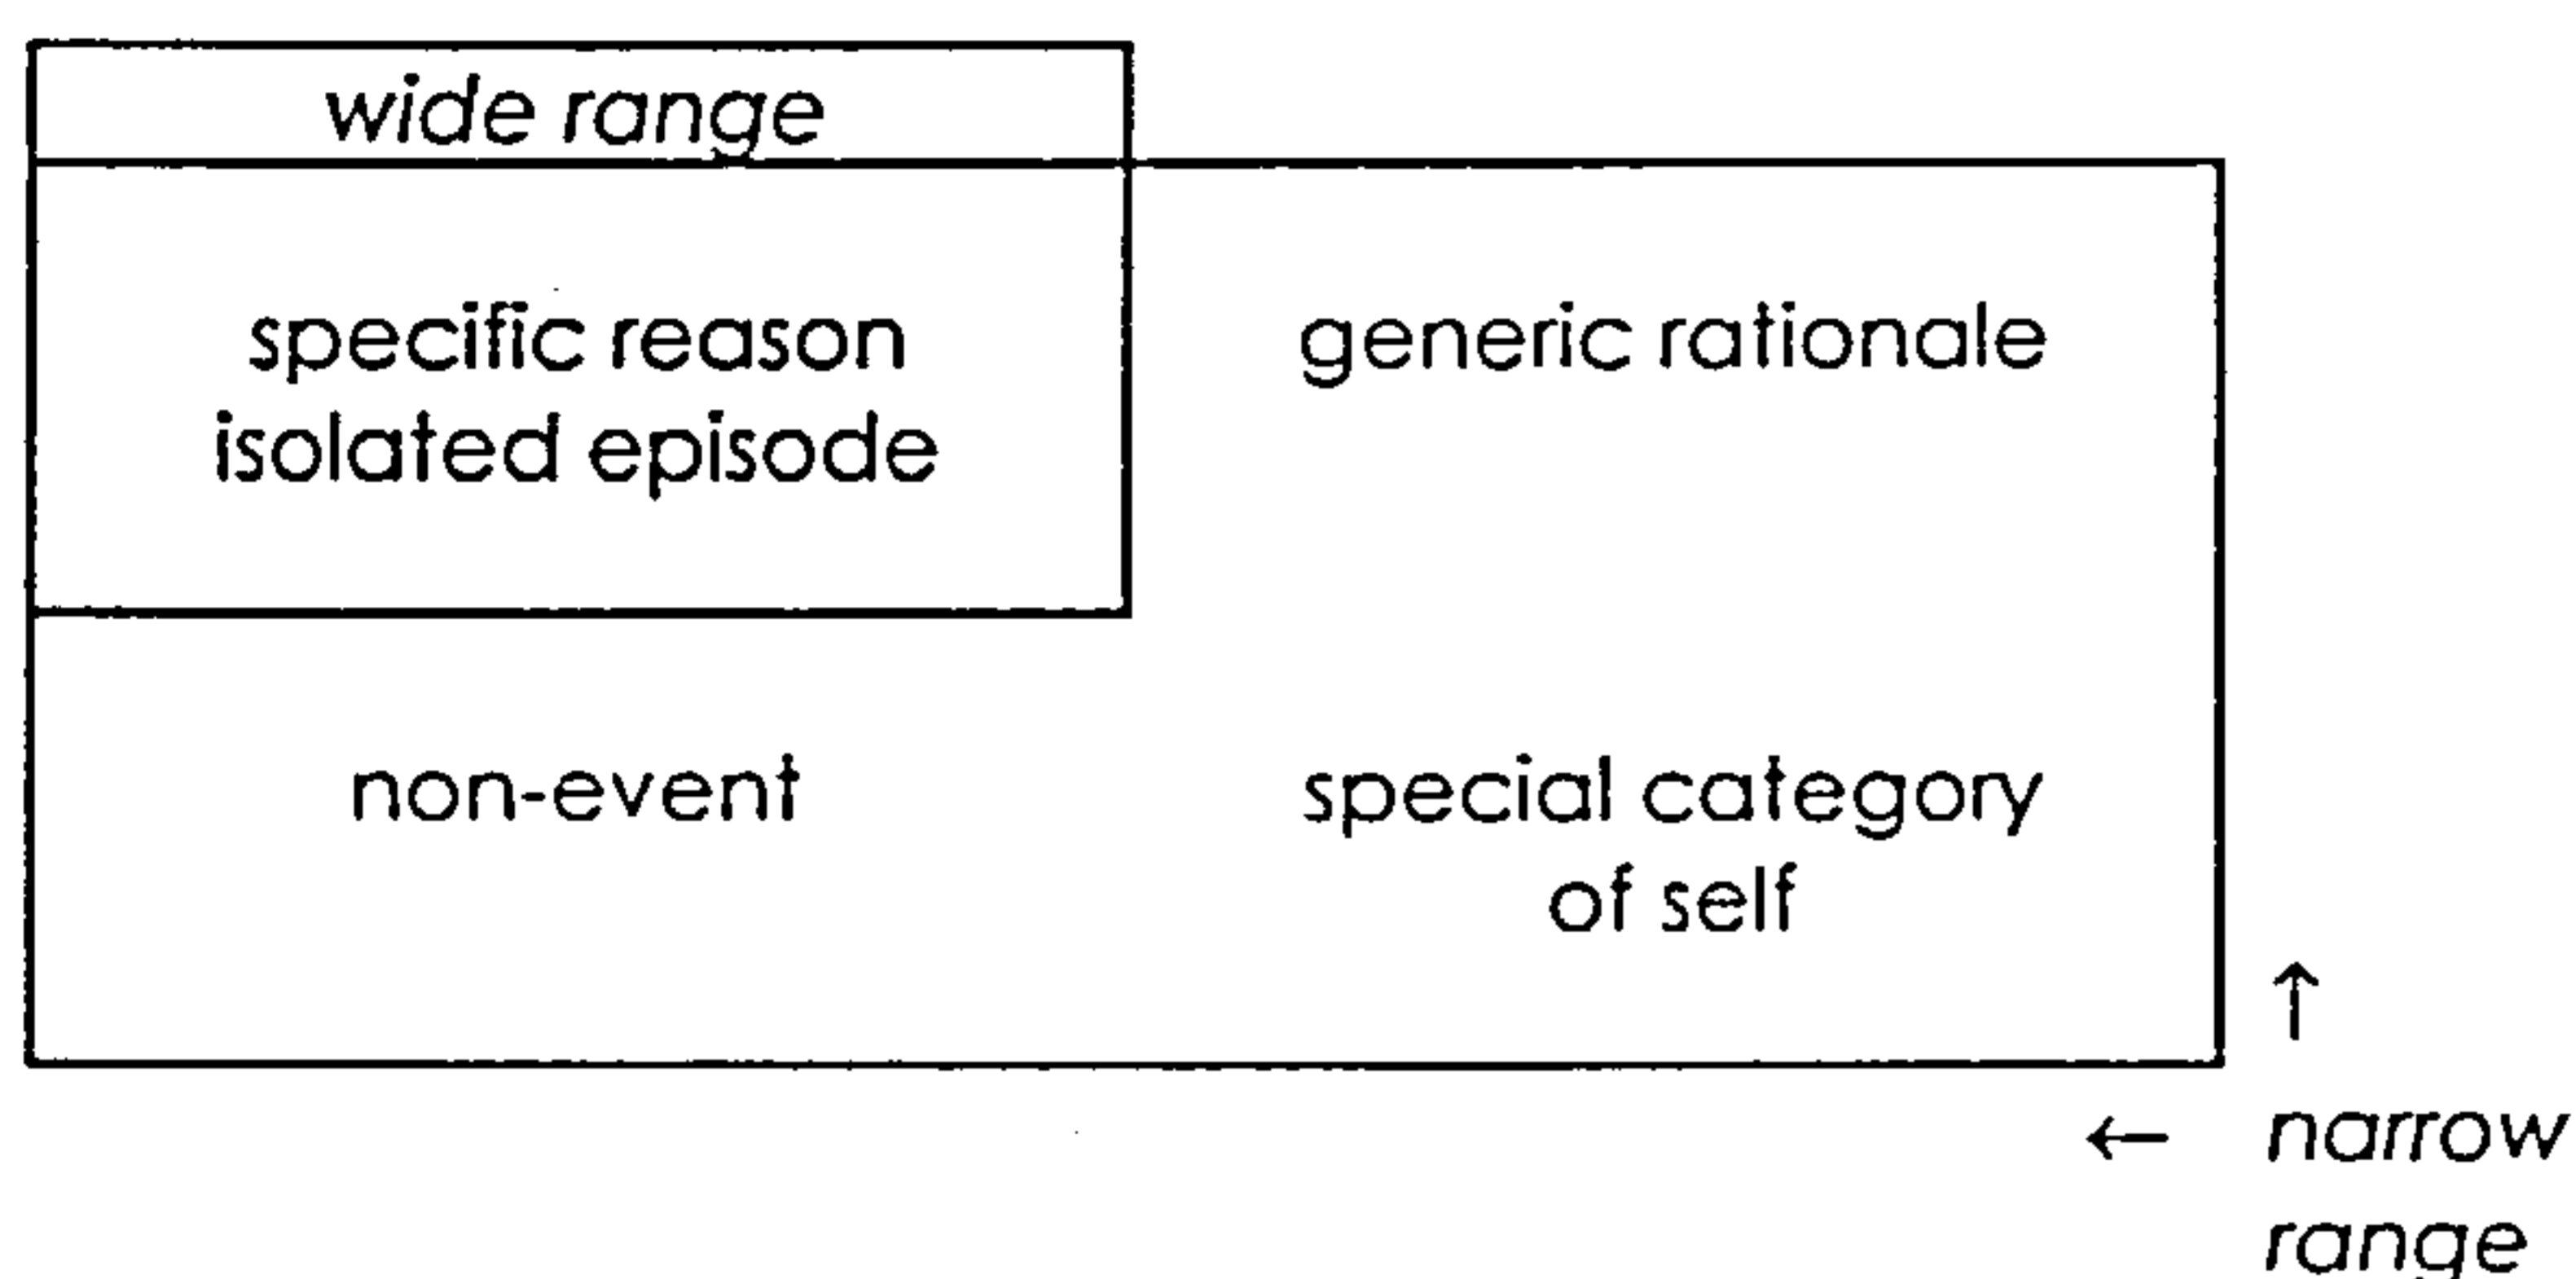 wide range
specific reason
isolated episode
generic rationale
non-event
special category
of self
↑
← narrow
range